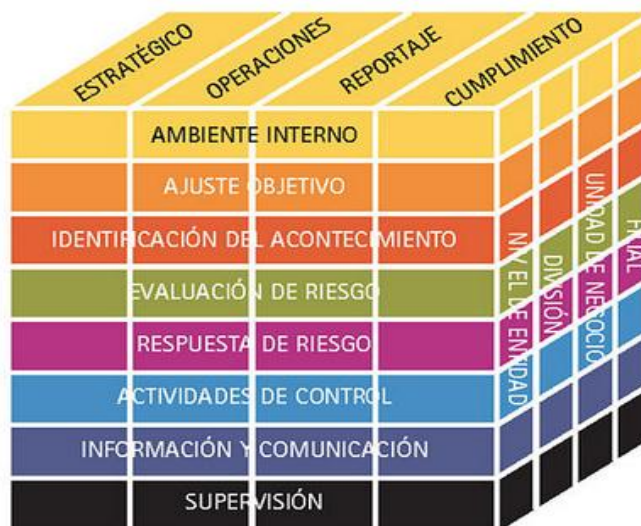 ESTRATÉGICO
OPERACIONES
REPORTAJE
CUMPLIMIENTO
AMBIENTE INTERNO
AJUSTE OBJETIVO
IDENTIFICACIÓN DEL ACONTECIMIENTO
EVALUACIÓN DE RIESGO
RESPUESTA DE RIESGO
ACTIVIDADES DE CONTROL
INFORMACIÓN Y COMUNICACIÓN
SUPERVISIÓN
NIVEL DE ENTIDAD
DIVISIÓN
UNIDAD DE NEGOCIO
FILIAL